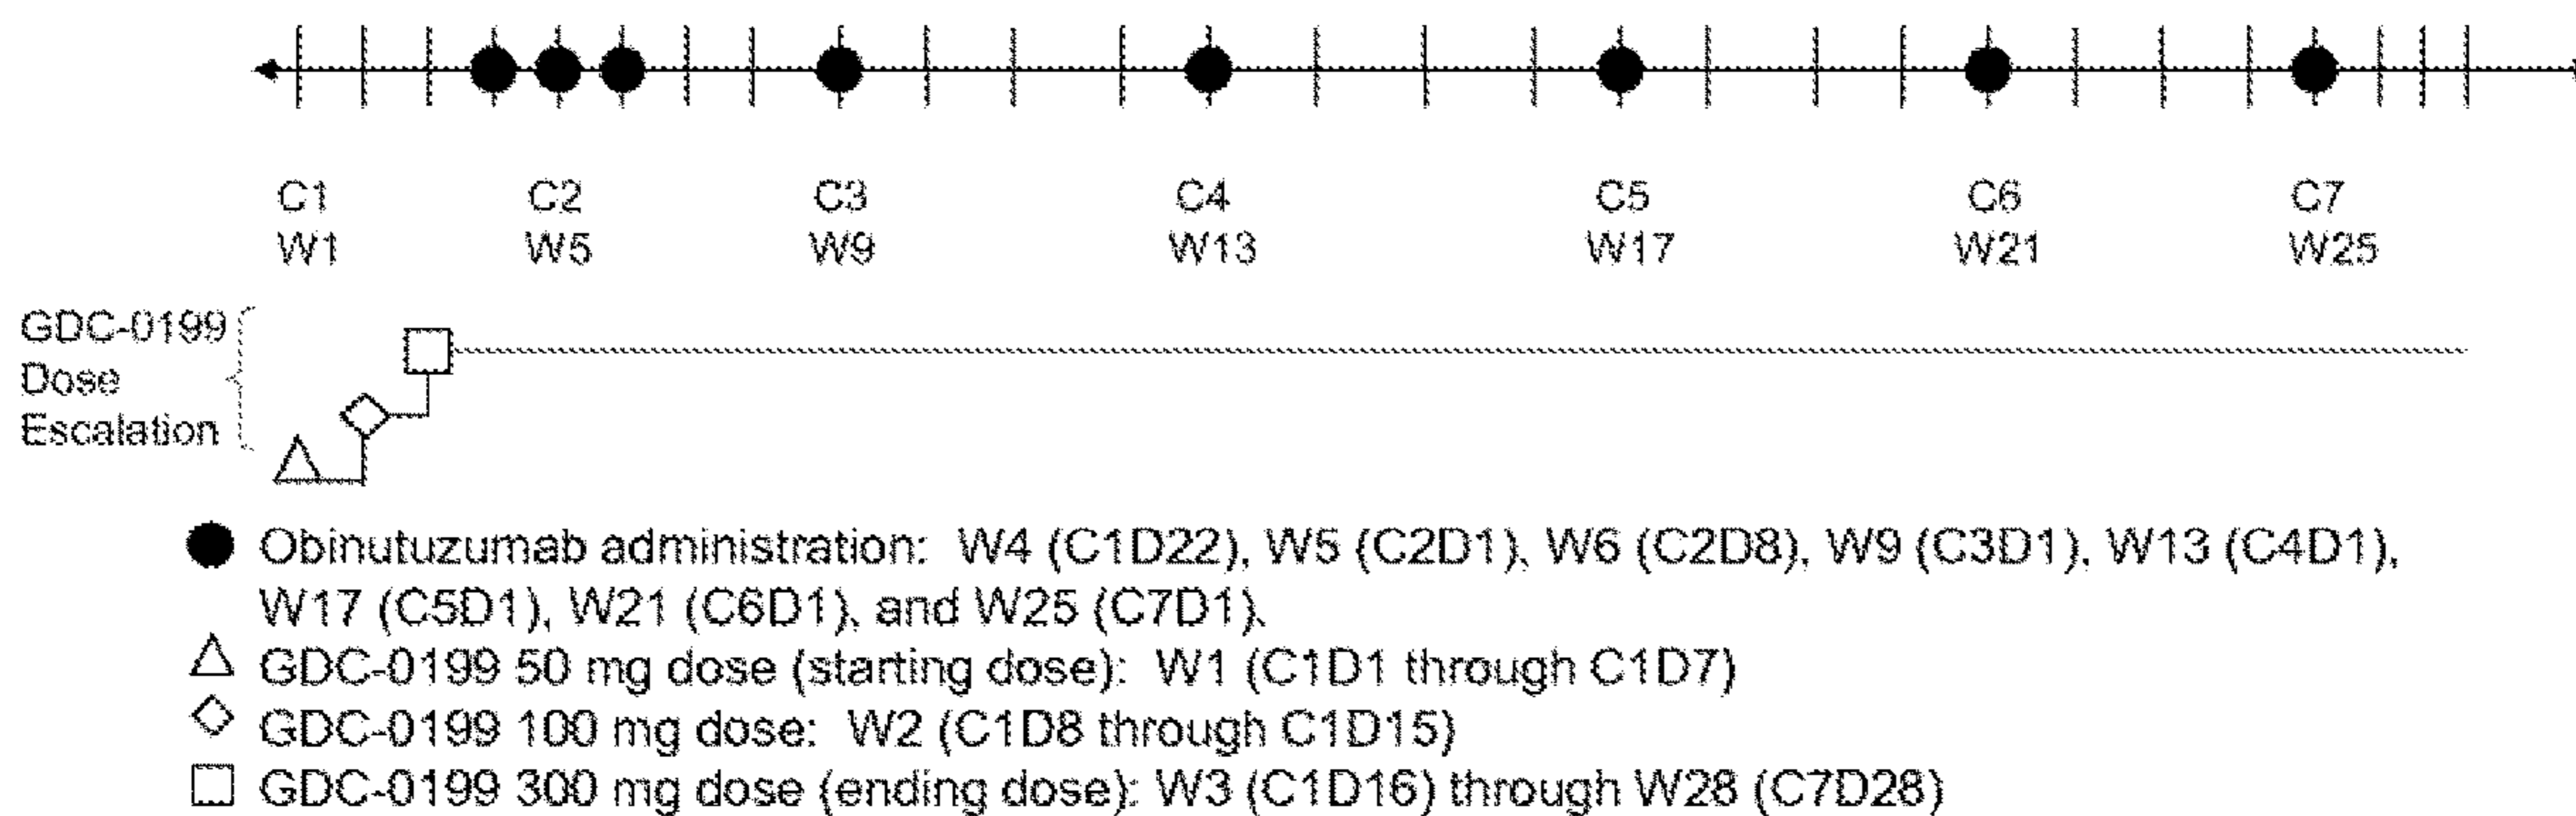 C1 C2 C3 C4 C5 C6 C7
W1 W5 W9 W13 W17 W21 W25
GDC-0199
Dose
Escalation
Obinutuzumab administration: W4 (C1D22), W5 (C2D1), W6 (C2D8), W9 (C3D1), W13 (C4D1),
W17 (C5D1), W21 (C6D1), and W25 (C7D1).
GDC-0199 50 mg dose (starting dose): W1 (C1D1 through C1D7)
GDC-0199 100 mg dose: W2 (C1D8 through C1D15)
GDC-0199 300 mg dose (ending dose): W3 (C1D16) through W28 (C7D28)